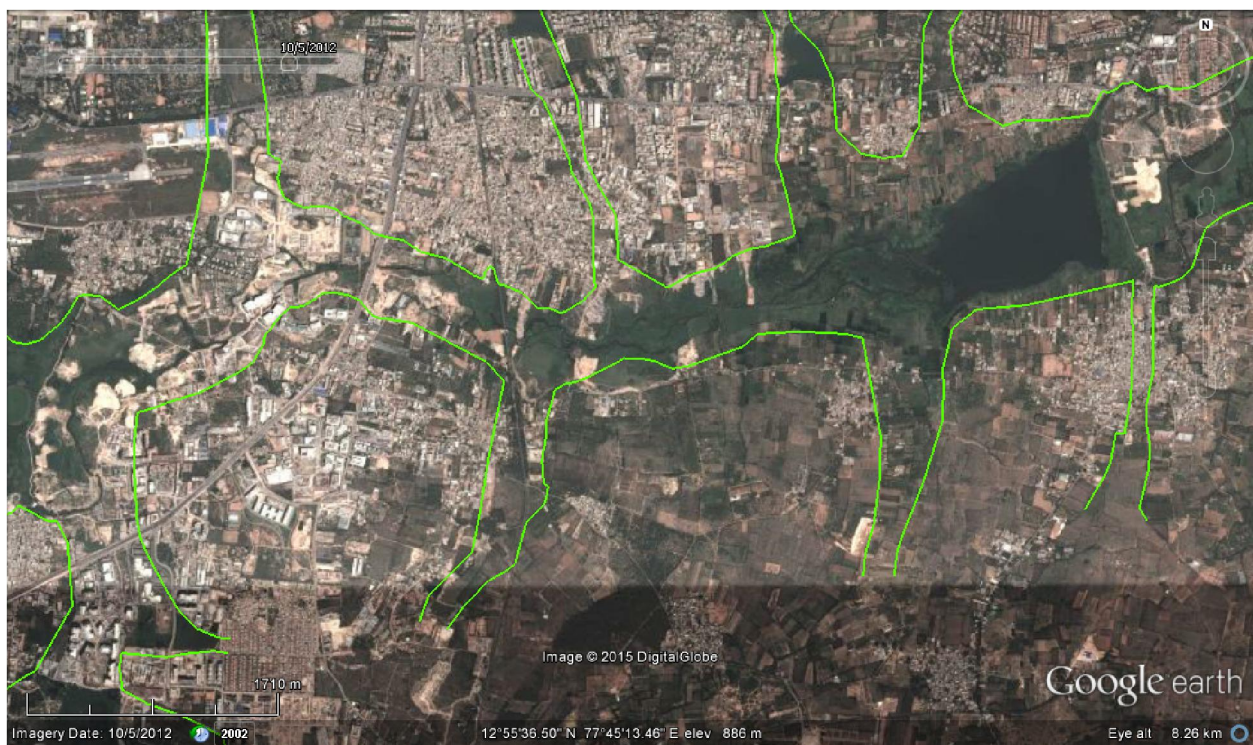 N
10/5/2012
Image © 2015 DigitalGlobe
1710 m
Google earth
Imagery Date: 10/5/2012 2002 12°55'36.50" N 77°45'13.46" E elev 886 m Eye alt 8.26 km